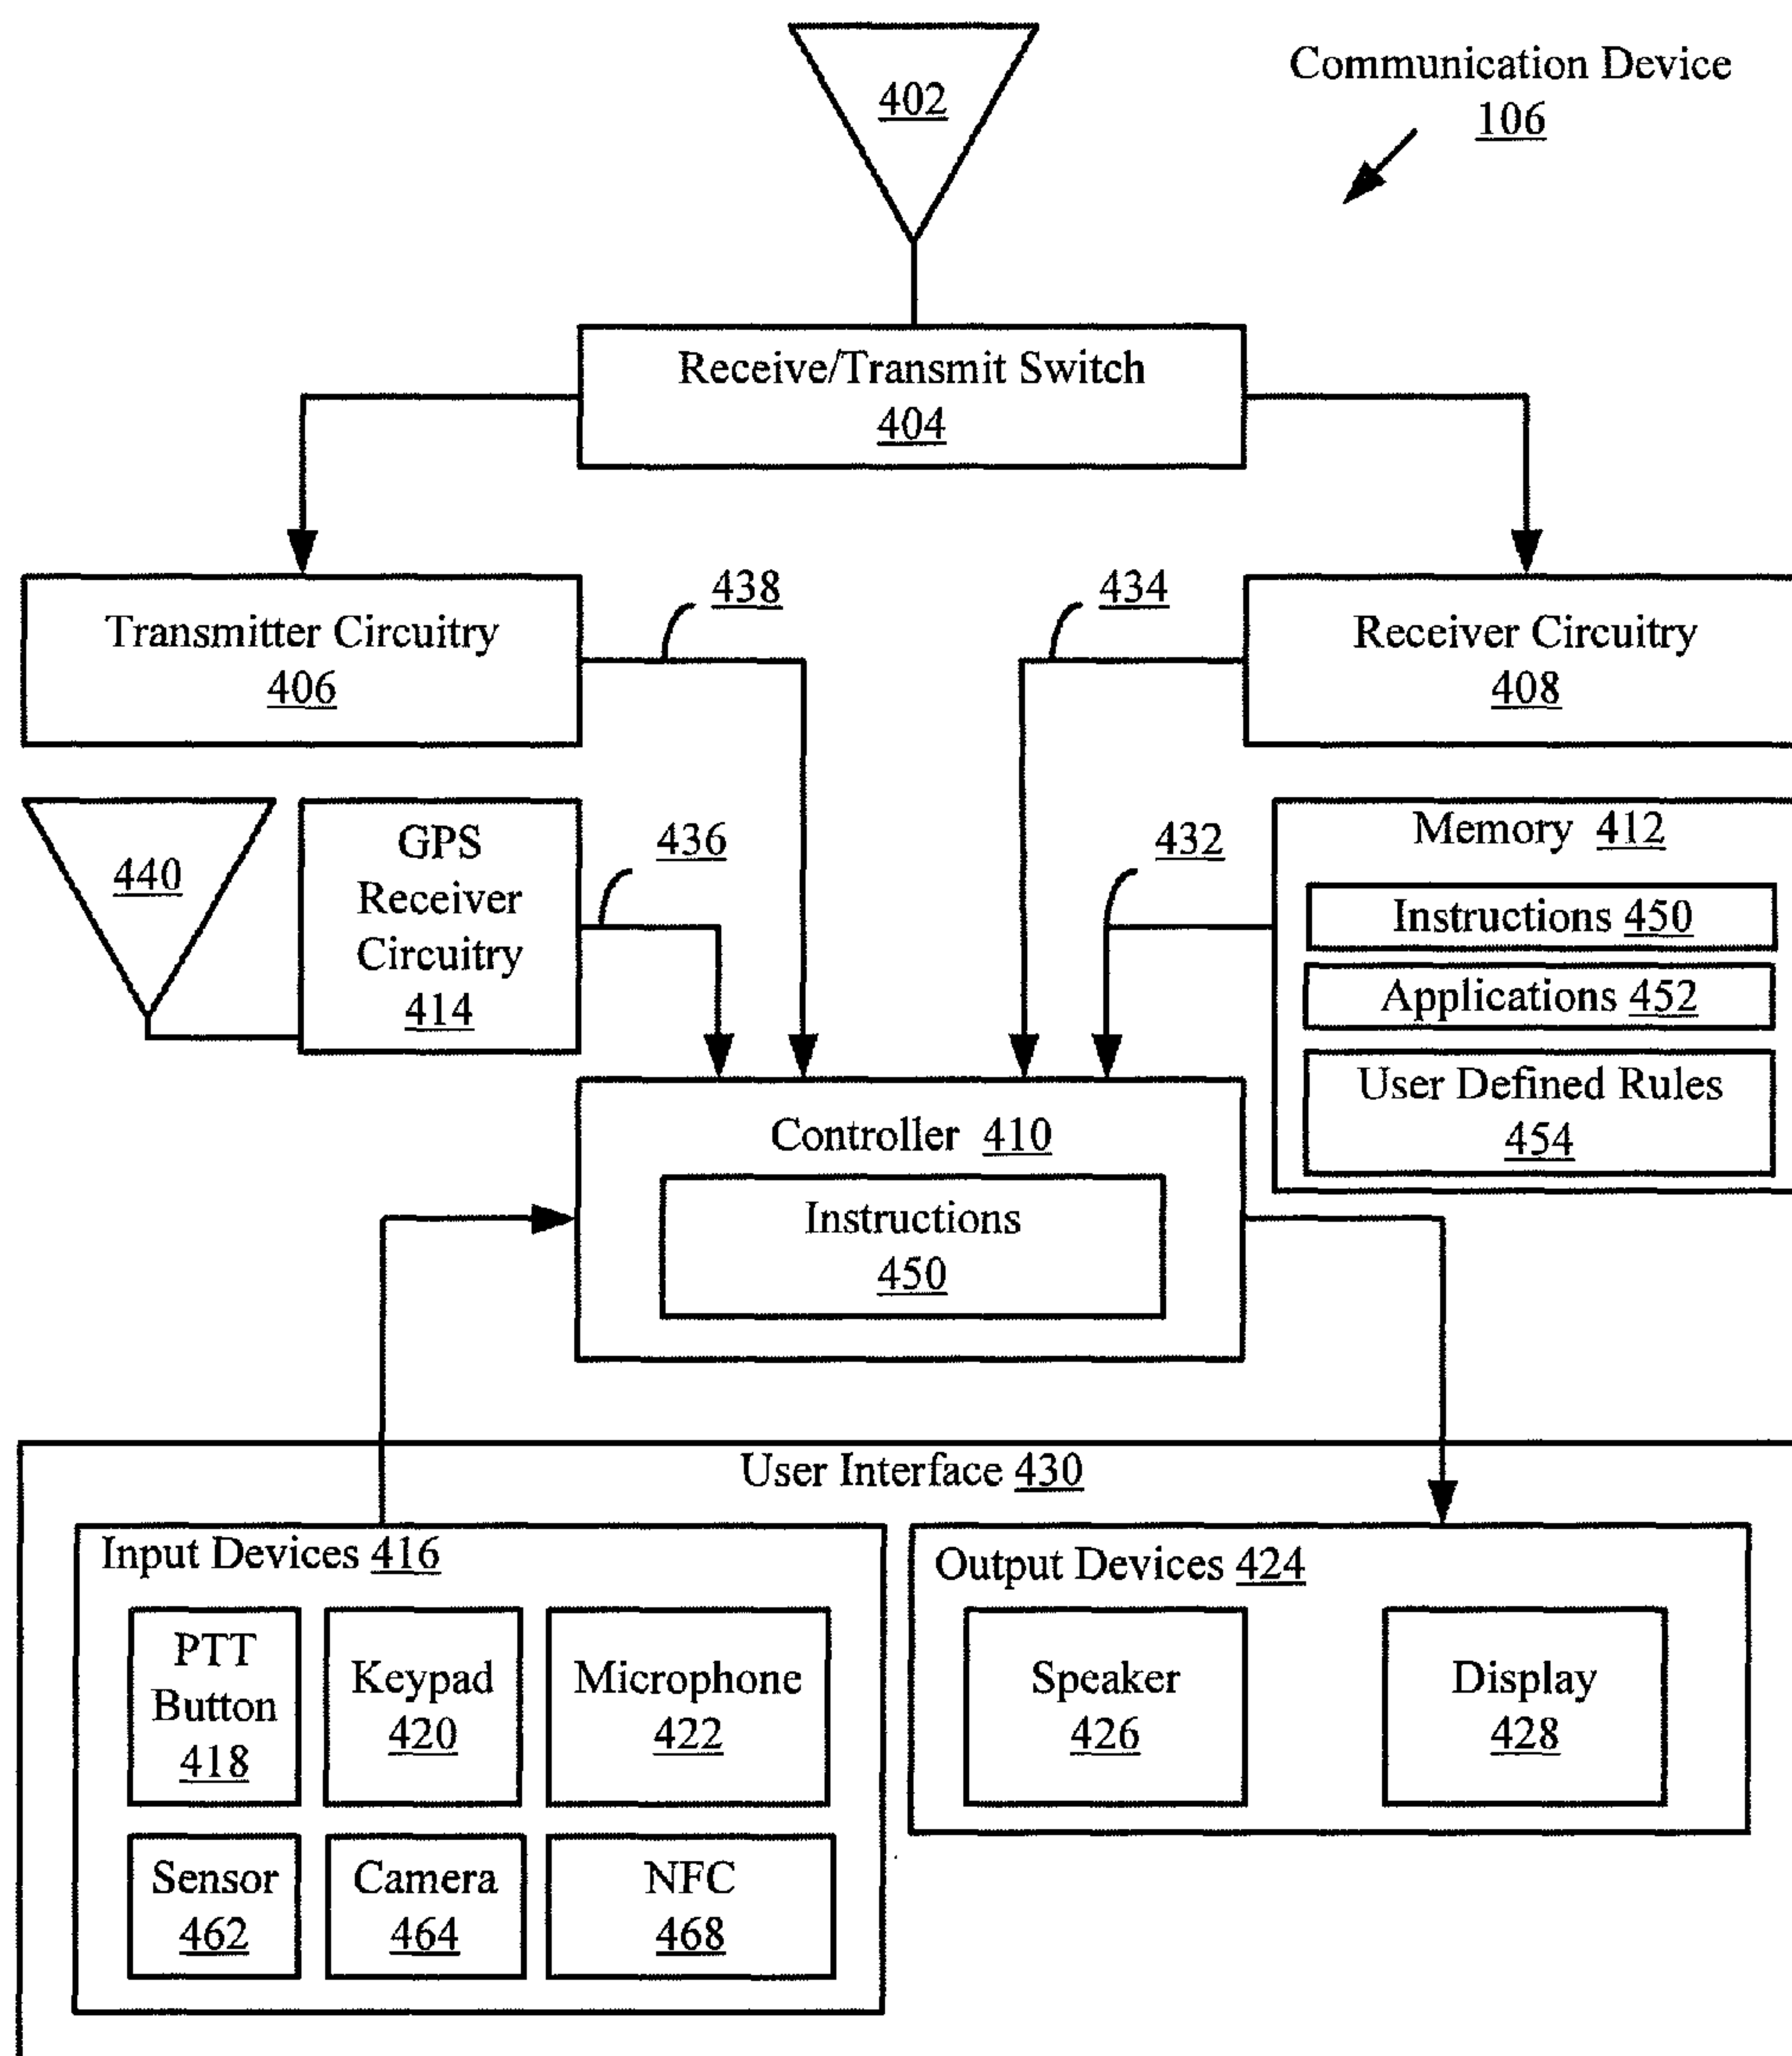 402
Communication Device
106
Receive/Transmit Switch
404
438
434
Transmitter Circuitry
406
Receiver Circuitry
408
440
GPS
Receiver
Circuitry
414
436
432
Memory 412
Instructions 450
Applications 452
User Defined Rules
454
Controller 410
Instructions
450
User Interface 430
Input Devices 416
PTT
Button
418
Keypad
420
Microphone
422
Sensor
462
Camera
464
NFC
468
Output Devices 424
Speaker
426
Display
428